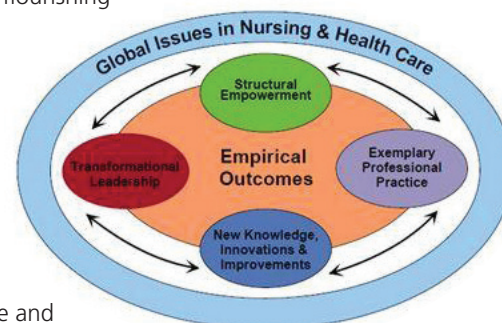 flourishing
Global Issues in Nursing & Health Care
Structural
Empowerment
Transformational
Leadership
Empirical
Outcomes
Exemplary
Professional
Practice
New Knowledge,
Innovations &
Improvements
e and